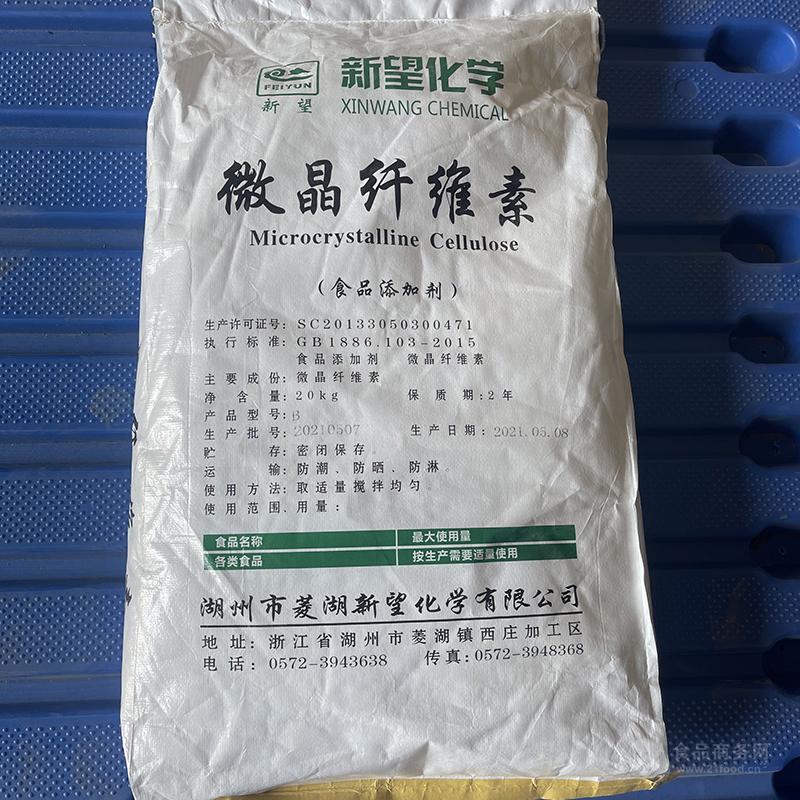 新望化学
FEIYUN
新望
XINWANG CHEMICAL
微晶纤维素
Microcrystalline Cellulose
（食品添加剂）
生产许可证号：SC20133050300471
执行标准：GB1886.103-2015
食品添加剂 微晶纤维素
主要成份：微晶纤维素
净含量：20kg 保质期：2年
产品型号：B
生产批号：20210507 生产日期：2021.05.08
贮存：密闭保存。
运输：防潮、防晒、防淋。
使用方法：取适量搅拌均匀。
使用范围、用量：
食品名称 最大使用量
各类食品 按生产需要适量使用
湖州市菱湖新望化学有限公司
地址：浙江省湖州市菱湖镇西庄加工区
电话：0572-3943638 传真：0572-3948368
食品商务网
www.21food.cn